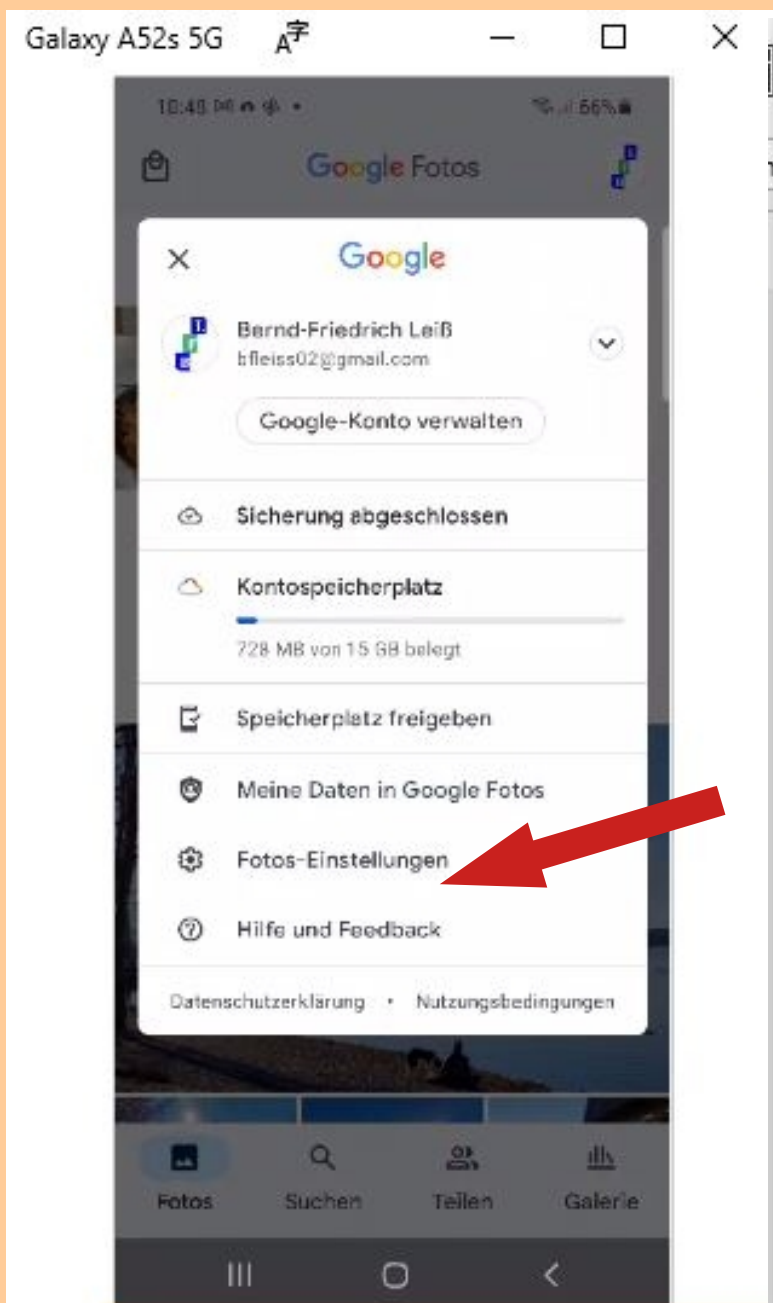 Galaxy A52s 5G
10:45 66%
Google Fotos
Google
Bernd-Friedrich Leiß
bfleiss02@gmail.com
Google-Konto verwalten
Sicherung abgeschlossen
Kontospeicherplatz
728 MB von 15 GB belegt
Speicherplatz freigeben
Meine Daten in Google Fotos
Fotos-Einstellungen
Hilfe und Feedback
Datenschutzerklärung • Nutzungsbedingungen
Fotos Suchen Teilen Galerie